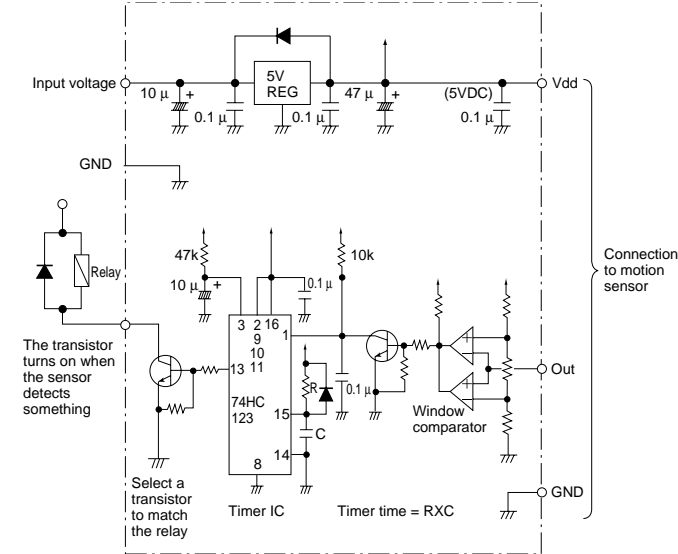 Input voltage
10 μ
+
0.1 μ
5V
REG
0.1 μ
47 μ
+
(5VDC)
0.1 μ
Vdd
GND
Relay
The transistor
turns on when
the sensor
detects
something
47k
10 μ
+
0.1 μ
10k
3 2 16
9
10
11
1
13
74HC
123
15
14
8
R
C
0.1 μ
+
−
+
−
Window
comparator
Out
Connection
to motion
sensor
GND
Select a
transistor
to match
the relay
Timer IC
Timer time = RXC